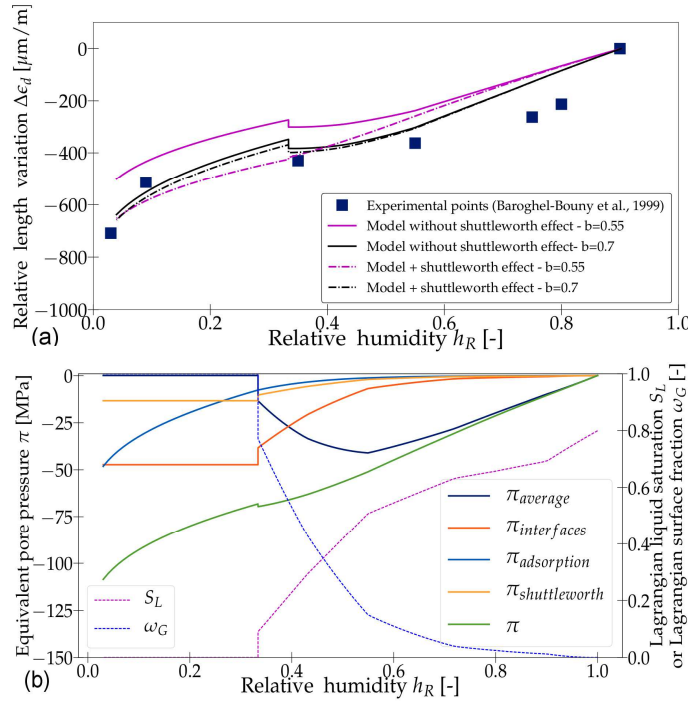 0
−200
−400
−600
−800
−1000
Relative length variation Δϵ_d [μm/m]
Experimental points (Baroghel-Bouny et al., 1999)
Model without shuttleworth effect - b=0.55
Model without shuttleworth effect- b=0.7
Model + shuttleworth effect - b=0.55
Model + shuttleworth effect - b=0.7
0.0 0.2 0.4 0.6 0.8 1.0
(a) Relative humidity h_R [-]
0
−25
−50
−75
−100
−125
−150
Equivalent pore pressure π [MPa]
π_average
π_interfaces
π_adsorption
π_shuttleworth
π
S_L
ω_G
1.0
0.8
0.6
0.4
0.2
0.0
Lagrangian liquid saturation S_L
or Lagrangian surface fraction ω_G [-]
0.0 0.2 0.4 0.6 0.8 1.0
(b) Relative humidity h_R [-]